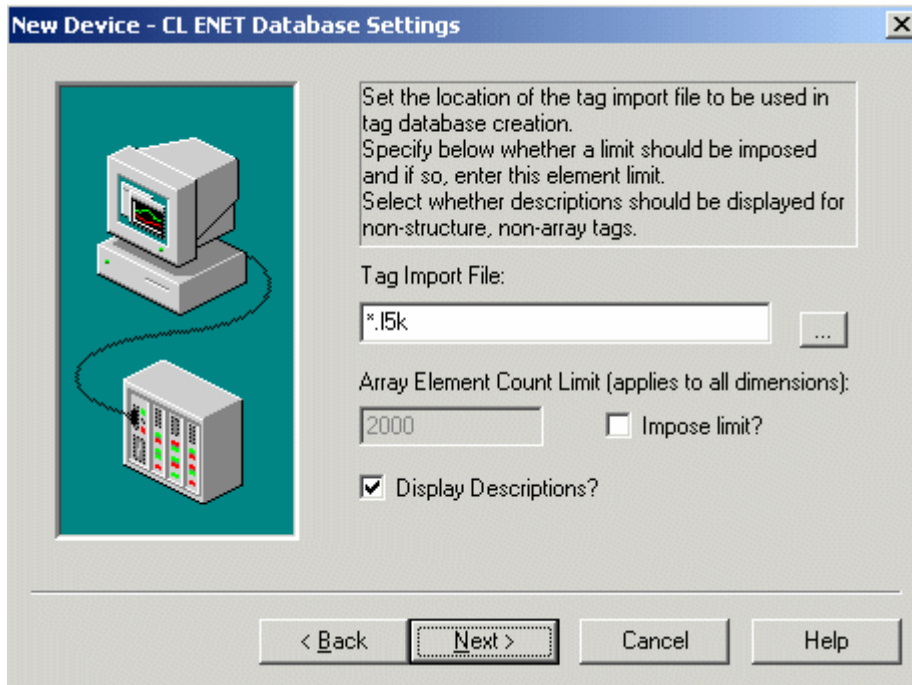 New Device - CL ENET Database Settings
Set the location of the tag import file to be used in
tag database creation.
Specify below whether a limit should be imposed
and if so, enter this element limit.
Select whether descriptions should be displayed for
non-structure, non-array tags.
Tag Import File:
*.l5k
...
Array Element Count Limit (applies to all dimensions):
2000
Impose limit?
Display Descriptions?
< Back
Next >
Cancel
Help